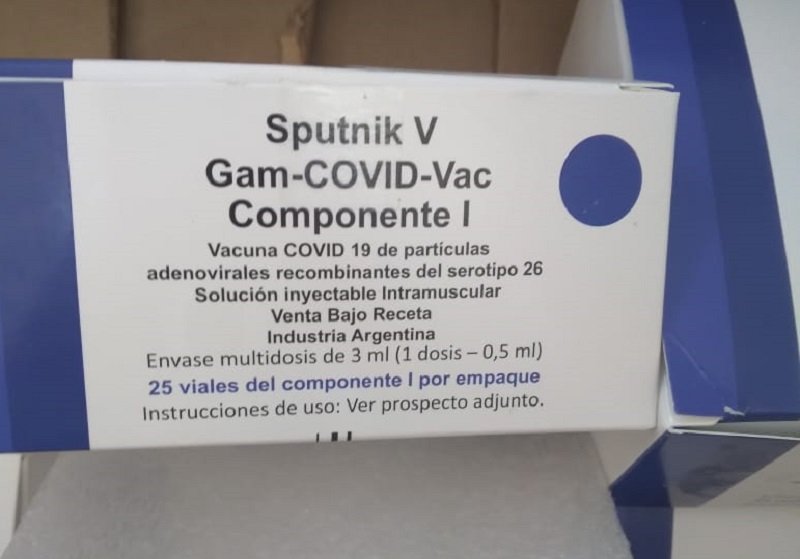 Sputnik V
Gam-COVID-Vac
Componente I
Vacuna COVID 19 de partículas
adenovirales recombinantes del serotipo 26
Solución inyectable Intramuscular
Venta Bajo Receta
Industria Argentina
Envase multidosis de 3 ml (1 dosis – 0,5 ml)
25 viales del componente I por empaque
Instrucciones de uso: Ver prospecto adjunto.